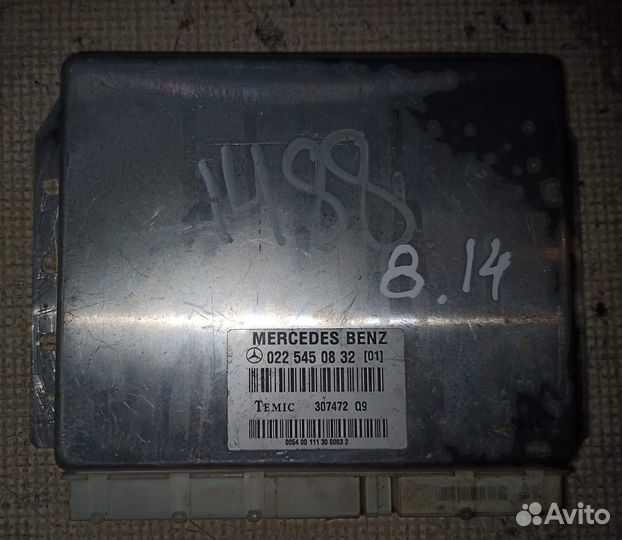 1488
8.14
MERCEDES BENZ
022 545 08 32 [01]
TEMIC 307472 Q9
0054 00 111 30 0003 2
PASS
Avito